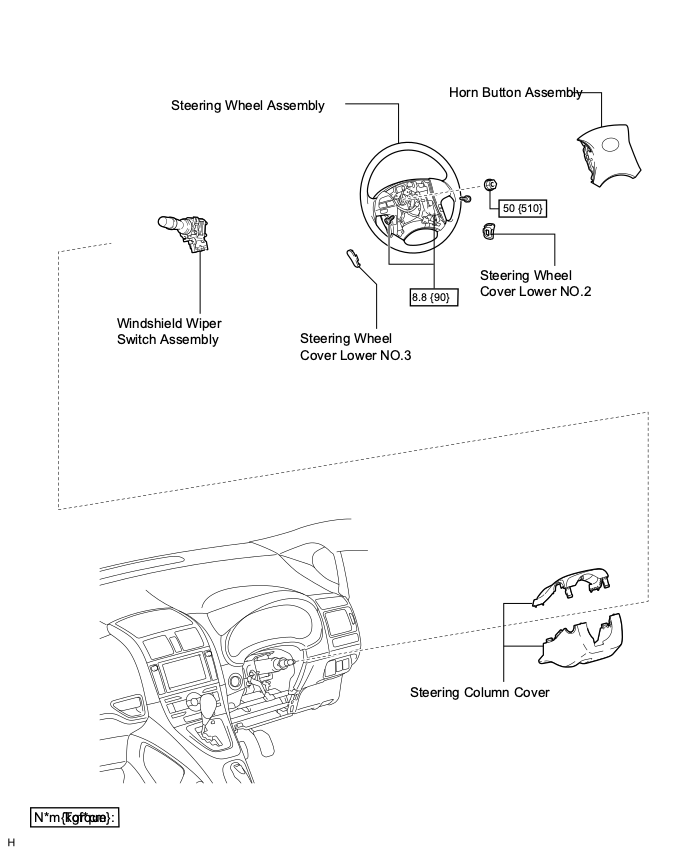 Horn Button Assembly
Steering Wheel Assembly
50 {510}
Steering Wheel
Cover Lower NO.2
8.8 {90}
Windshield Wiper
Switch Assembly
Steering Wheel
Cover Lower NO.3
Steering Column Cover
N*m{
}:
H